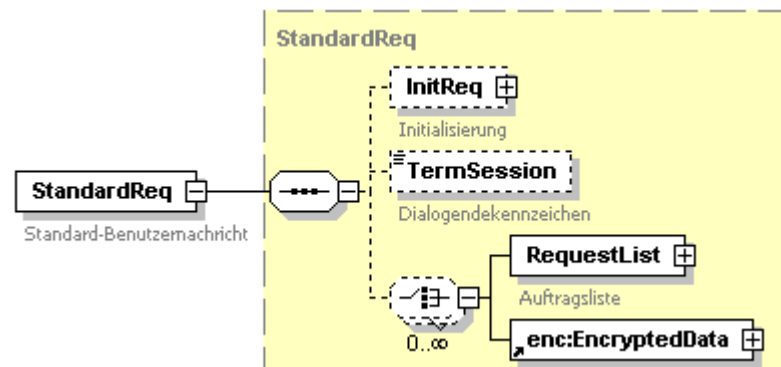 StandardReq
InitReq
Initialisierung
TermSession
Dialogendekennzeichen
StandardReq
Standard-Benutzernachricht
RequestList
Auftragsliste
0..∞
enc:EncryptedData